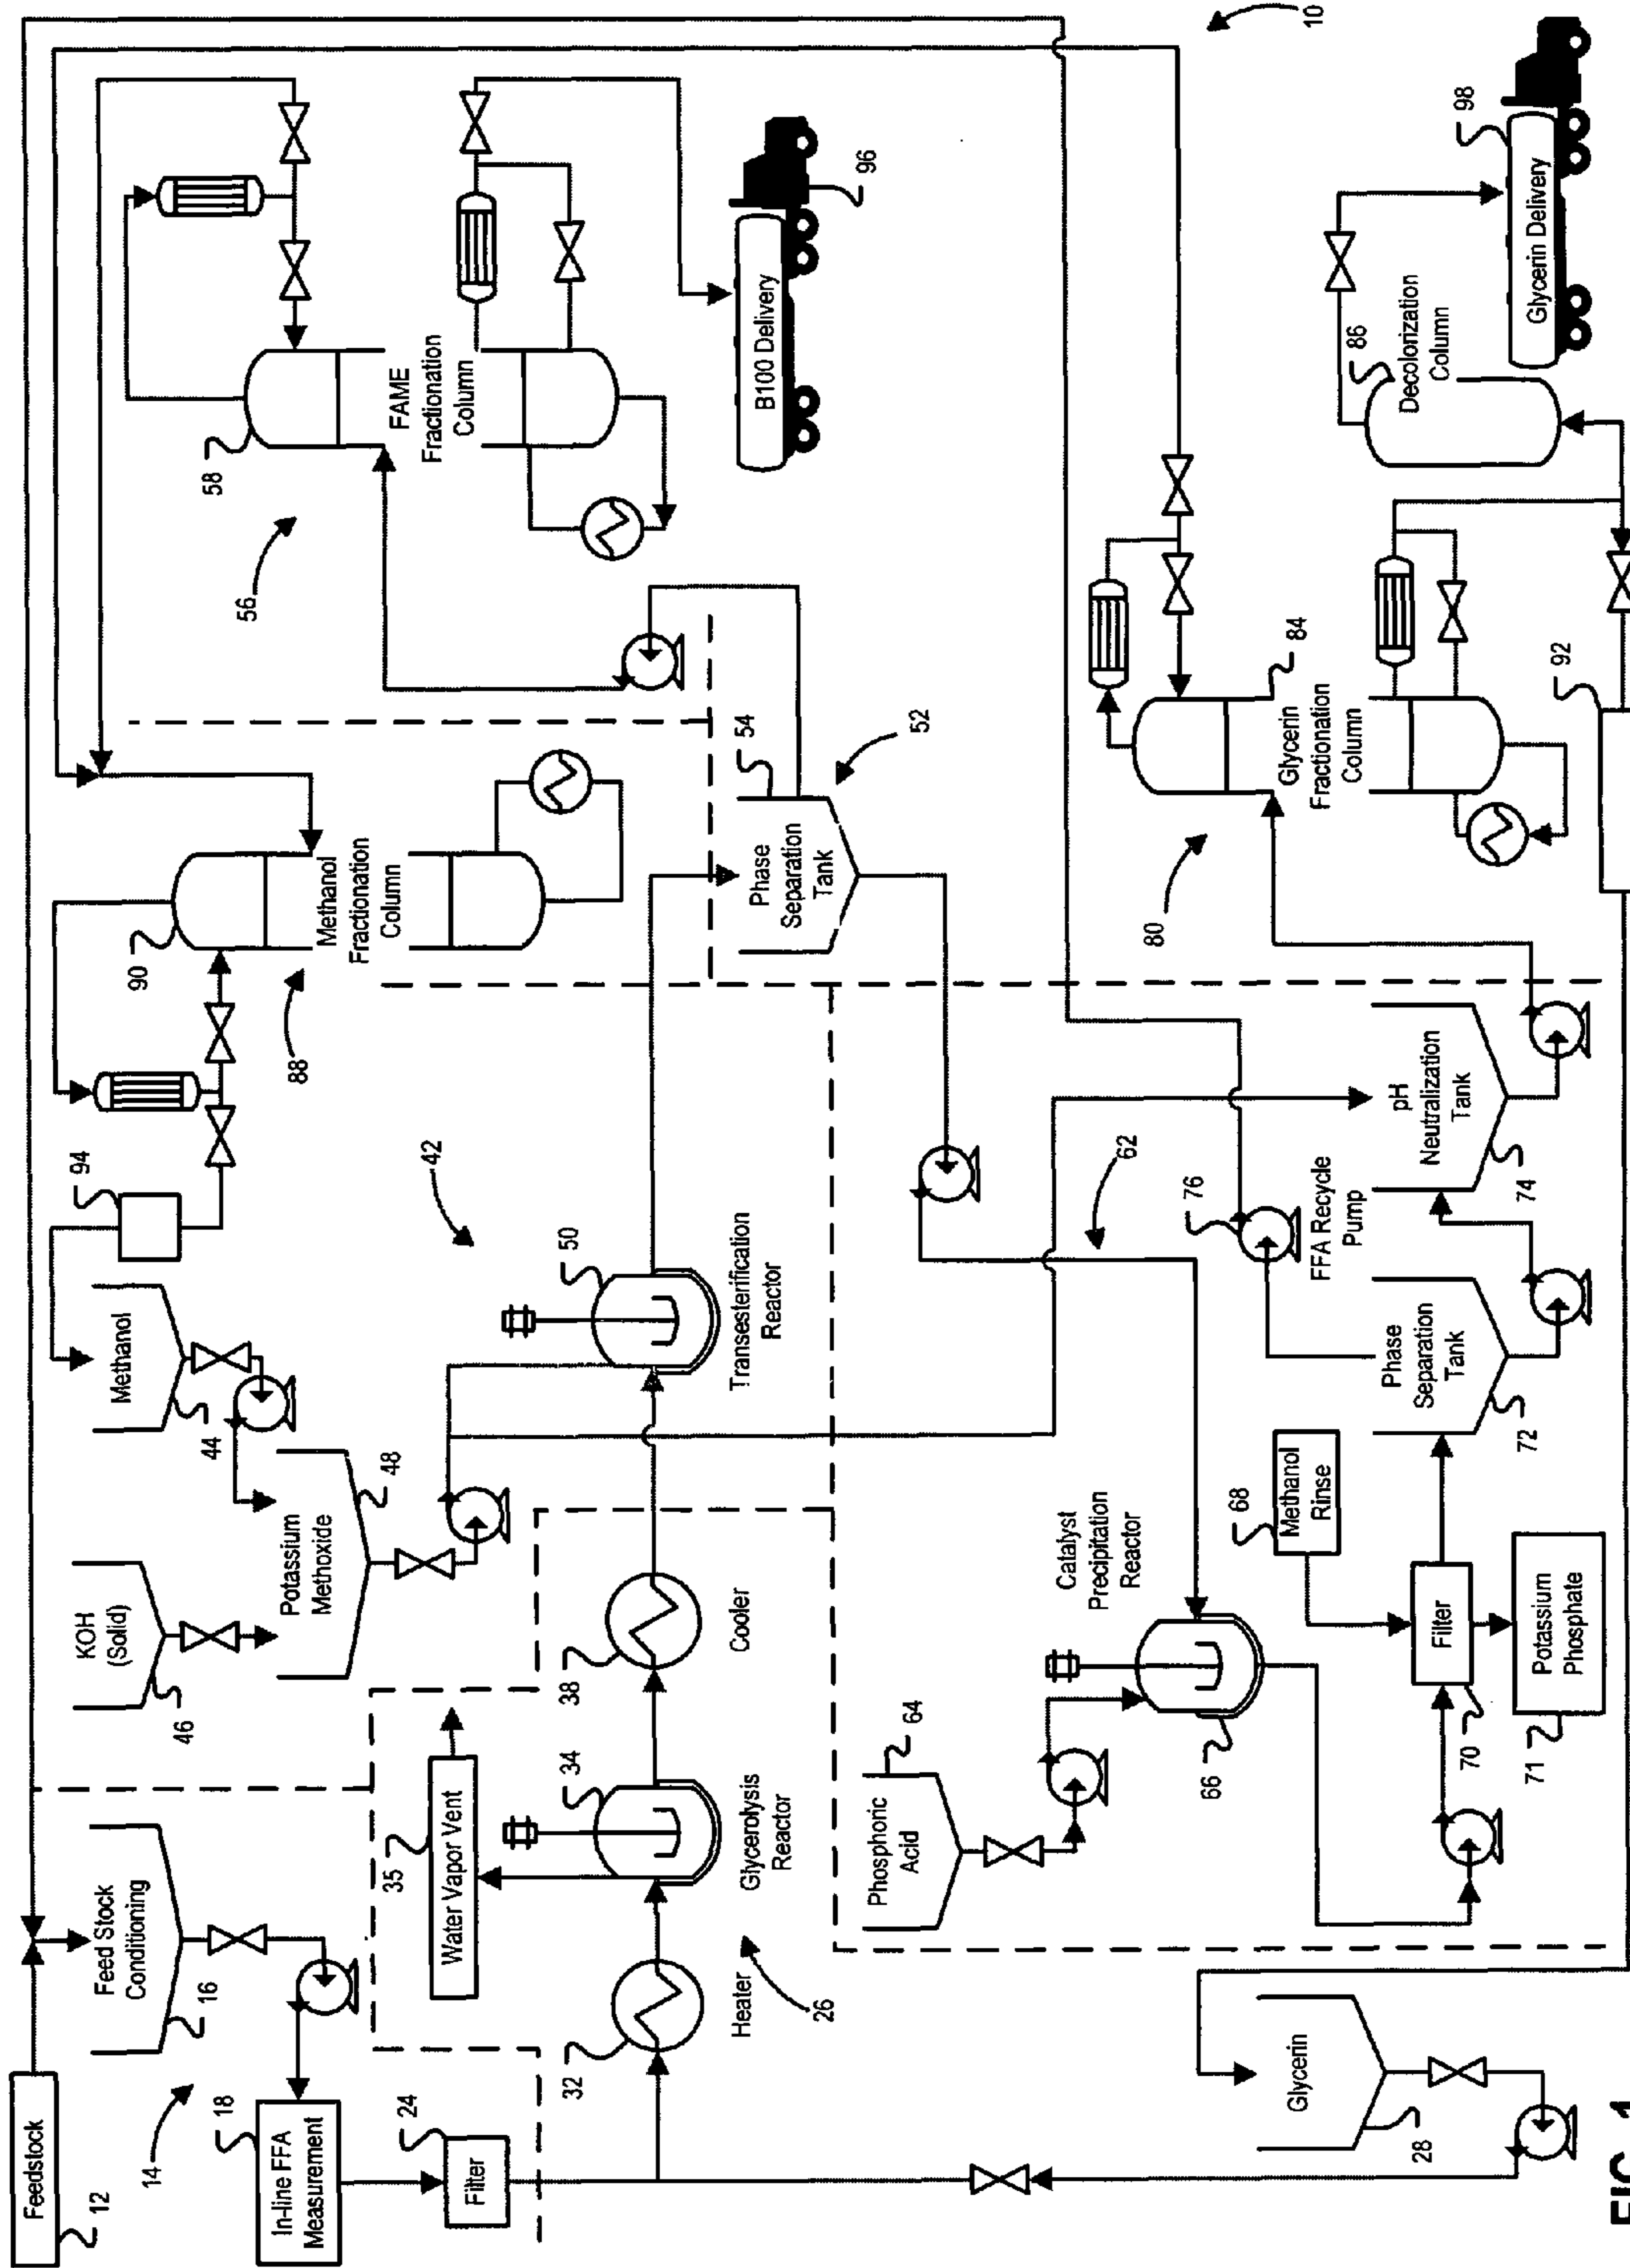 Feedstock
12
14
Feed Stock
Conditioning
16
In-line FFA
Measurement
18
Filter
24
KOH
(Solid)
46
Methanol
44
Potassium
Methoxide
48
94
88
90
Methanol
Fractionation
Column
56
58
FAME
Fractionation
Column
B100 Delivery
96
10
Water Vapor Vent
35
32
Heater
26
34
Glycerolysis
Reactor
38
Cooler
42
50
Transesterification
Reactor
Phase
Separation
Tank
54
52
Phosphoric
Acid
64
66
Catalyst
Precipitation
Reactor
62
68
Methanol
Rinse
Filter
70
Potassium
Phosphate
71
Phase
Separation
Tank
72
76
FFA Recycle
Pump
pH
Neutralization
Tank
74
80
84
Glycerin
Fractionation
Column
86
Decolorization
Column
Glycerin Delivery
98
92
Glycerin
28
FIG. 1